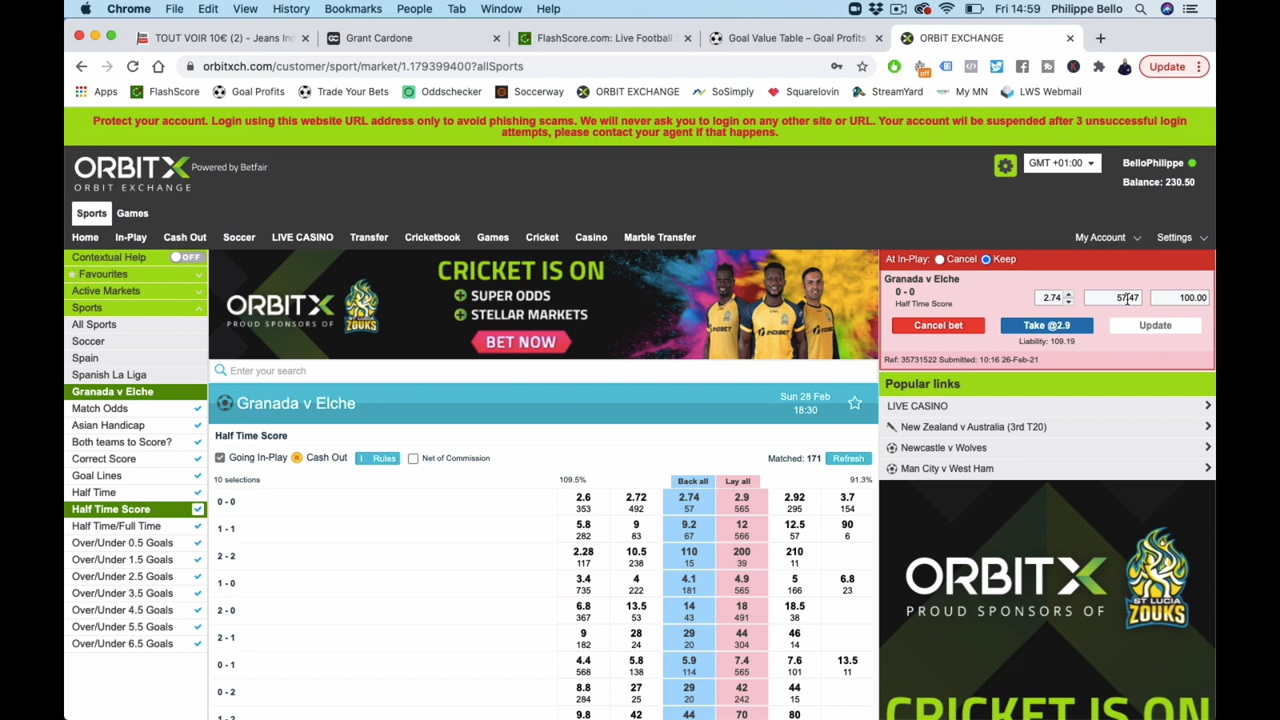 Chrome File Edit View History Bookmarks People Tab Window Help Fri 14:59 Philippe Bello
TOUT VOIR 10€ (2) - Jeans Ind × Grant Cardone × FlashScore.com: Live Football × Goal Value Table – Goal Profits × ORBIT EXCHANGE × +
orbitxch.com/customer/sport/market/1.179399400?allSports off Update
Apps FlashScore Goal Profits Trade Your Bets Oddschecker Soccerway ORBIT EXCHANGE SoSimply Squarelovin StreamYard My MN LWS Webmail
Protect your account. Login using this website URL address only to avoid phishing scams. We will never ask you to login on any other site or URL. Your account wil be suspended after 3 unsuccessful login
attempts, please contact your agent if that happens.
ORBITX Powered by Betfair
ORBIT EXCHANGE
GMT +01:00
BelloPhilippe
Balance: 230.50
Sports Games
Home In-Play Cash Out Soccer LIVE CASINO Transfer Cricketbook Games Cricket Casino Marble Transfer My Account Settings
Contextual Help OFF
Favourites
Active Markets
Sports
All Sports
Soccer
Spain
Spanish La Liga
Granada v Elche
Match Odds
Asian Handicap
Both teams to Score?
Correct Score
Goal Lines
Half Time
Half Time Score
Half Time/Full Time
Over/Under 0.5 Goals
Over/Under 1.5 Goals
Over/Under 2.5 Goals
Over/Under 3.5 Goals
Over/Under 4.5 Goals
Over/Under 5.5 Goals
Over/Under 6.5 Goals
ORBITX
PROUD SPONSORS OF
ZOUKS
CRICKET IS ON
SUPER ODDS
STELLAR MARKETS
BET NOW
Enter your search
Granada v Elche
Sun 28 Feb
18:30
Half Time Score
Going In-Play Cash Out Rules Net of Commission Matched: 171 Refresh
10 selections 109.5% Back all Lay all 91.3%
0 - 0 2.6 2.72 2.74 2.9 2.92 3.7
353 492 57 565 295 154
1 - 1 5.8 9 9.2 12 12.5 90
282 83 67 566 57 6
2 - 2 2.28 10.5 110 200 210
117 238 15 39 11
1 - 0 3.4 4 4.1 4.9 5 6.8
735 222 181 565 166 23
2 - 0 6.8 13.5 14 18 18.5
367 53 43 491 38
2 - 1 9 28 29 44 46
182 24 20 304 14
0 - 1 4.4 5.8 5.9 7.4 7.6 13.5
568 138 114 565 101 11
0 - 2 8.8 27 29 42 44
284 25 20 242 15
9.8 42 44 70 80
At In-Play: Cancel Keep
Granada v Elche
0 - 0
Half Time Score
2.74 57.47 100.00
Cancel bet Take @2.9 Update
Liability: 109.19
Ref: 35731522 Submitted: 10:16 26-Feb-21
Popular links
LIVE CASINO
New Zealand v Australia (3rd T20)
Newcastle v Wolves
Man City v West Ham
ORBITX
PROUD SPONSORS OF
ST LUCIA
ZOUKS
CRICKET IS ON